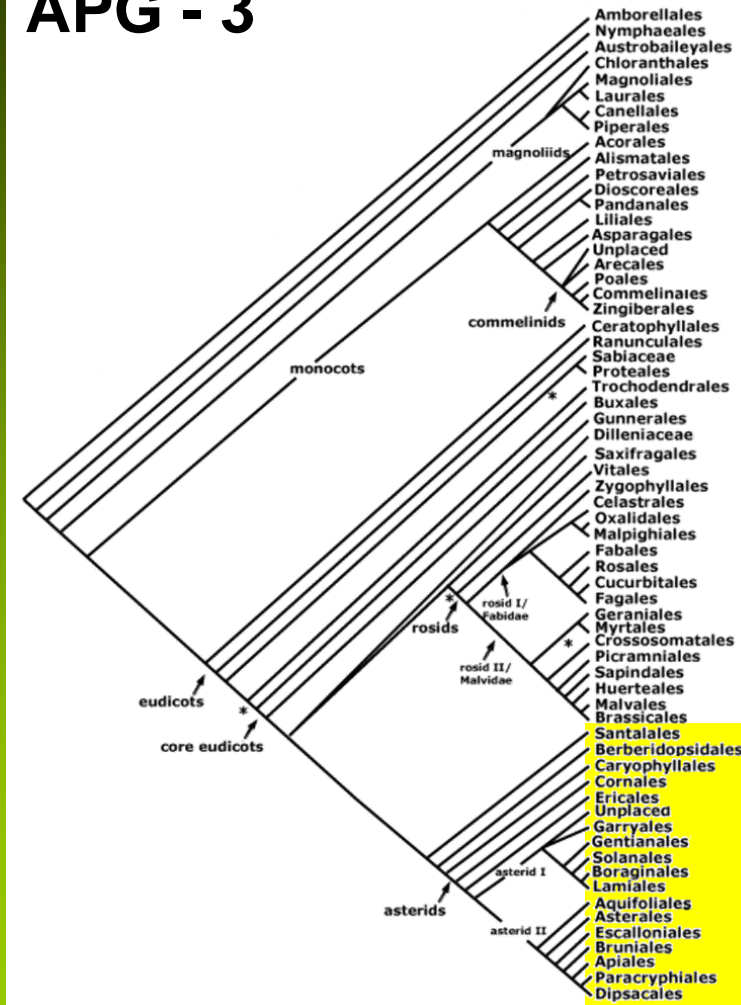 APG - 3
Amborellales
Nymphaeales
Austrobaileyales
Chloranthales
Magnoliales
Laurales
Canellales
Piperales
magnoliids
Acorales
Alismatales
Petrosaviales
Dioscoreales
Pandanales
Liliales
Asparagales
Unplaced
Arecales
Poales
Commelinales
Zingiberales
commelinids
monocots
Ceratophyllales
Ranunculales
Sabiaceae
Proteales
Trochodendrales
*
Buxales
Gunnerales
Dilleniaceae
Saxifragales
Vitales
Zygophyllales
Celastrales
Oxalidales
Malpighiales
Fabales
Rosales
Cucurbitales
Fagales
rosid I/
Fabidae
*
rosids
Geraniales
Myrtales
Crossosomatales
*
Picramniales
Sapindales
Huerteales
Malvales
Brassicales
rosid II/
Malvidae
eudicots
*
core eudicots
Santalales
Berberidopsidales
Caryophyllales
Cornales
Ericales
Unplaced
Garryales
Gentianales
Solanales
Boraginales
Lamiales
asterid I
asterids
Aquifoliales
Asterales
Escalloniales
Bruniales
Apiales
Paracryphiales
Dipsacales
asterid II